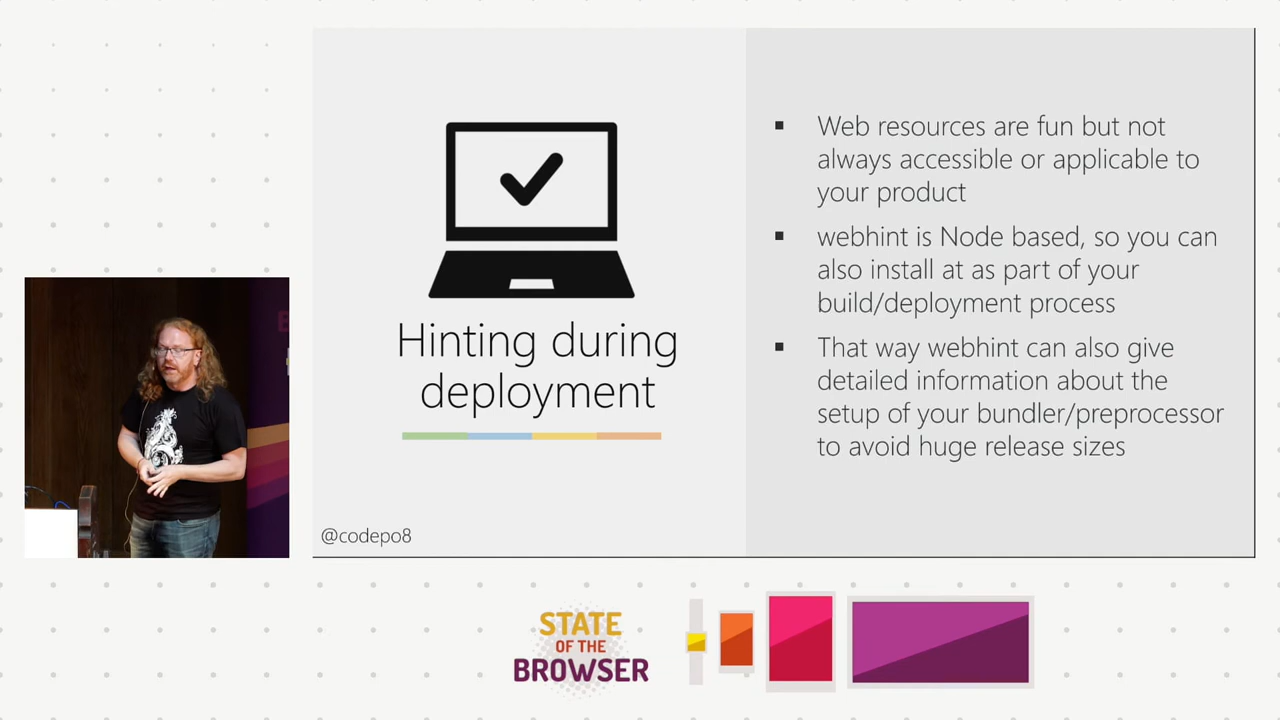 Hinting during
deployment
@codepo8
Web resources are fun but not
always accessible or applicable to
your product
webhint is Node based, so you can
also install at as part of your
build/deployment process
That way webhint can also give
detailed information about the
setup of your bundler/preprocessor
to avoid huge release sizes
STATE
OF THE
BROWSER